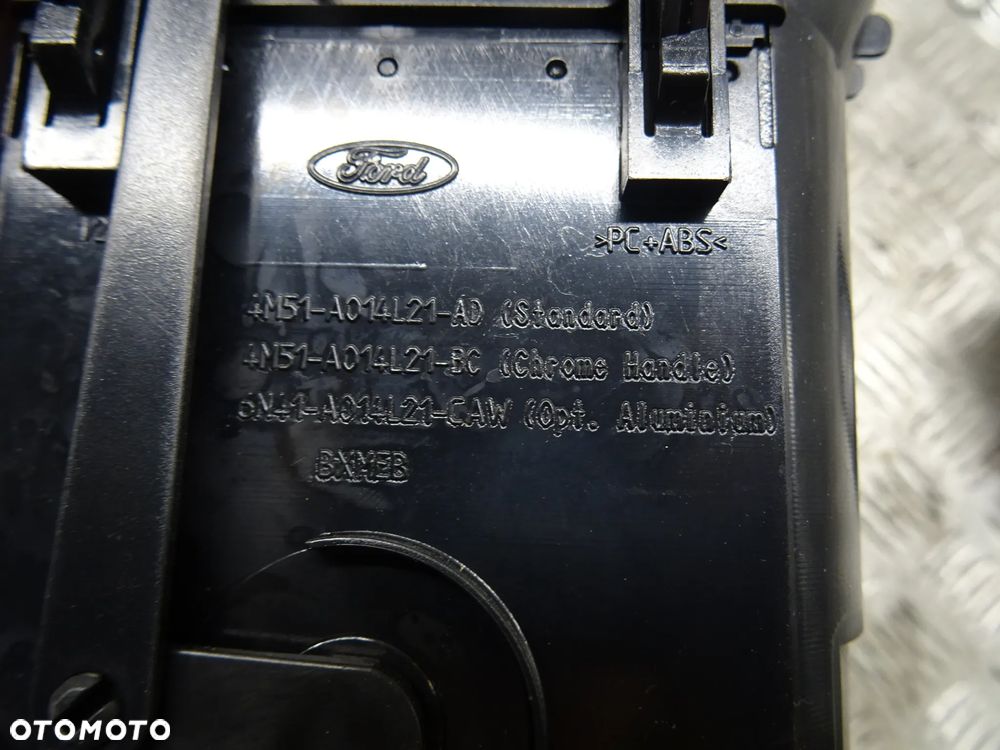 Ford
>PC+ABS<
4M51-A014L21-AD (Standard)
4M51-A014L21-BC (Chrome Handle)
6N41-A014L21-CAW (Opt. Aluminium)
BXMEB
OTOMOTO